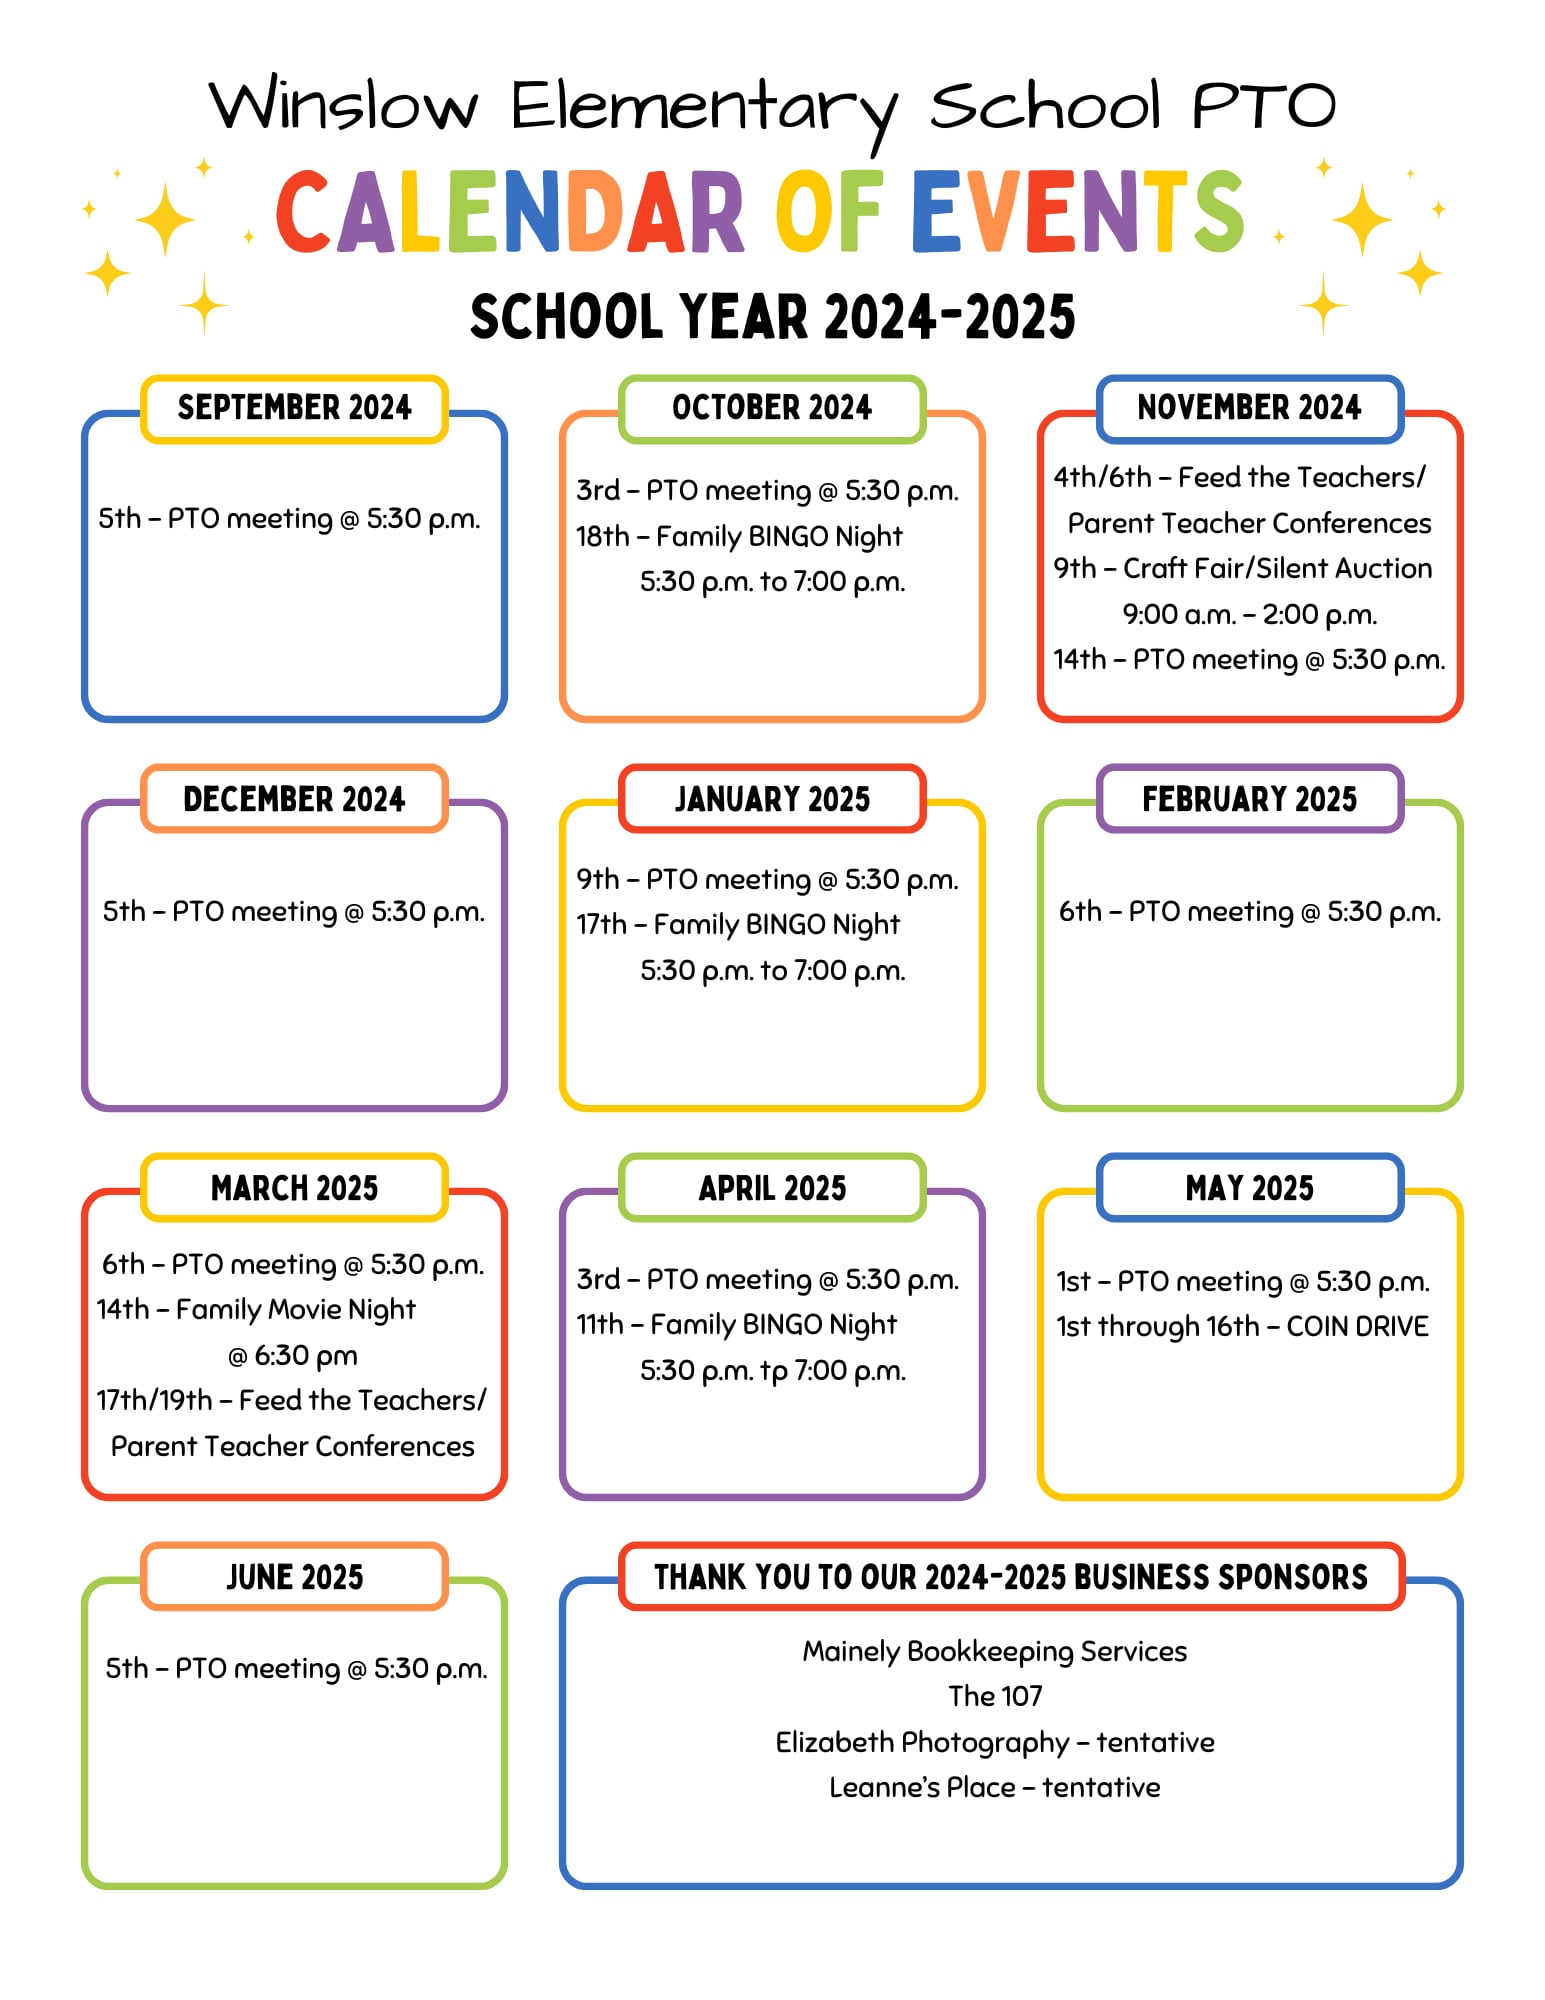 Winslow Elementary School PTO
CALENDAR OF EVENTS
SCHOOL YEAR 2024-2025
SEPTEMBER 2024
5th – PTO meeting @ 5:30 p.m.
OCTOBER 2024
3rd – PTO meeting @ 5:30 p.m.
18th – Family BINGO Night
5:30 p.m. to 7:00 p.m.
NOVEMBER 2024
4th/6th – Feed the Teachers/
Parent Teacher Conferences
9th – Craft Fair/Silent Auction
9:00 a.m. – 2:00 p.m.
14th – PTO meeting @ 5:30 p.m.
DECEMBER 2024
5th – PTO meeting @ 5:30 p.m.
JANUARY 2025
9th – PTO meeting @ 5:30 p.m.
17th – Family BINGO Night
5:30 p.m. to 7:00 p.m.
FEBRUARY 2025
6th – PTO meeting @ 5:30 p.m.
MARCH 2025
6th – PTO meeting @ 5:30 p.m.
14th – Family Movie Night
@ 6:30 pm
17th/19th – Feed the Teachers/
Parent Teacher Conferences
APRIL 2025
3rd – PTO meeting @ 5:30 p.m.
11th – Family BINGO Night
5:30 p.m. tp 7:00 p.m.
MAY 2025
1st – PTO meeting @ 5:30 p.m.
1st through 16th – COIN DRIVE
JUNE 2025
5th – PTO meeting @ 5:30 p.m.
THANK YOU TO OUR 2024-2025 BUSINESS SPONSORS
Mainely Bookkeeping Services
The 107
Elizabeth Photography – tentative
Leanne's Place – tentative